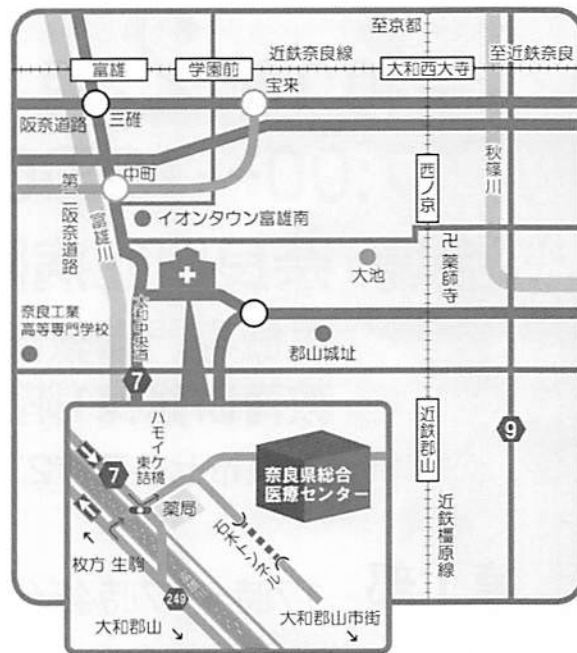 至京都
近鉄奈良線
至近鉄奈良
富雄
学園前
大和西大寺
宝来
阪奈道路
三碓
中町
第二阪奈道路
富雄川
西ノ京
秋篠川
イオンタウン富雄南
卍 薬師寺
大池
奈良工業
高等専門学校
大和中央道
郡山城址
7
近鉄郡山
9
近鉄橿原線
ハモイケ橋
東詰
7
奈良県総合
医療センター
薬局
石木トンネル
枚方 生駒
249
大和郡山
大和郡山市街